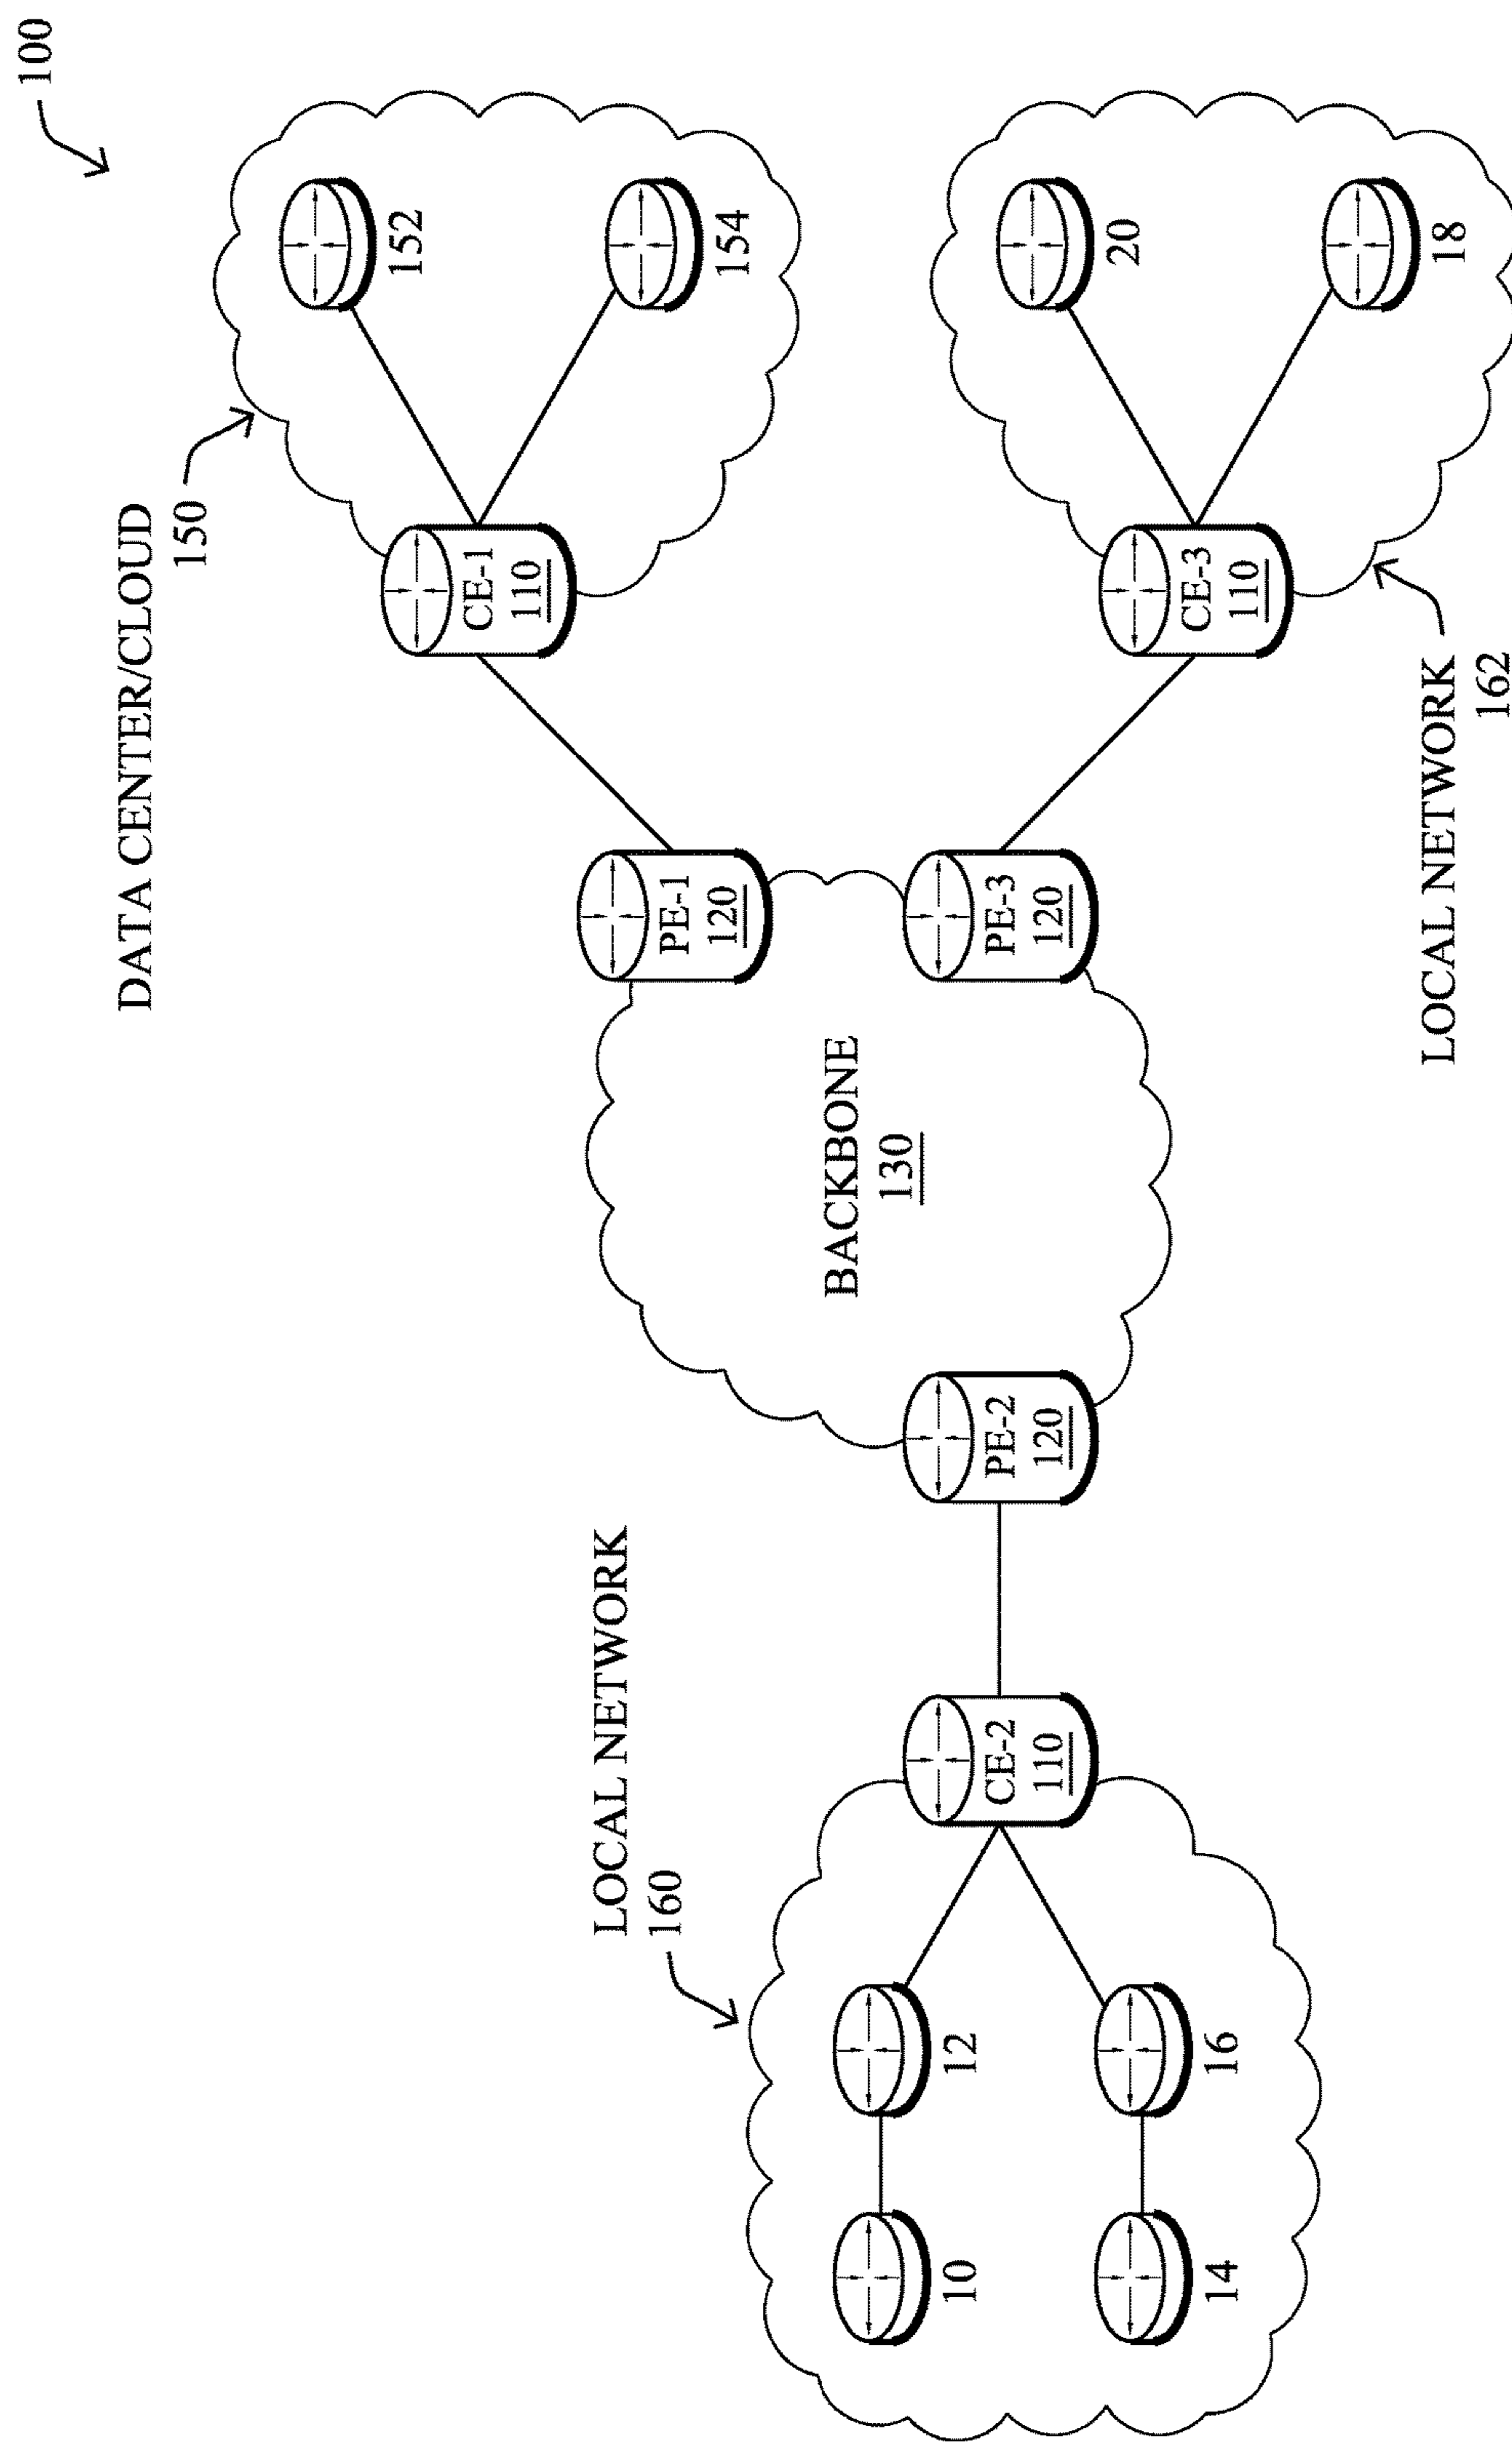 100
DATA CENTER/CLOUD
150
152
CE-1
110
154
PE-1
120
LOCAL NETWORK
160
BACKBONE
130
12
10
CE-2
110
PE-2
120
PE-3
120
CE-3
110
20
16
14
18
LOCAL NETWORK
162